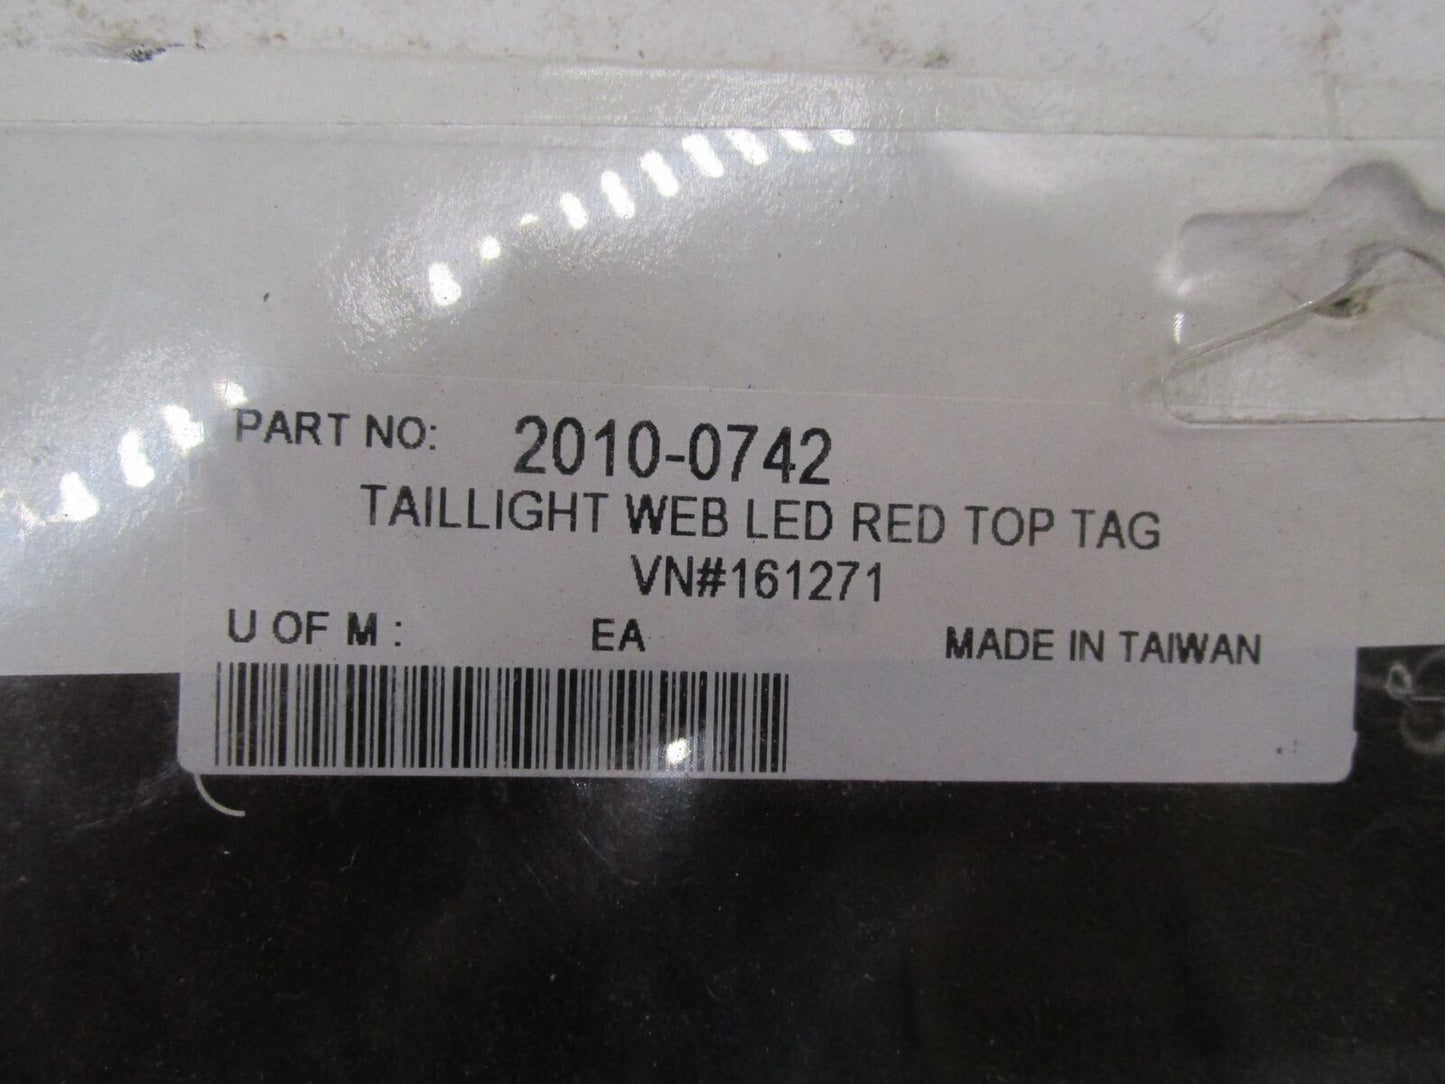 PART NO: 2010-0742
TAILLIGHT WEB LED RED TOP TAG
VN#161271
U OF M : EA MADE IN TAIWAN